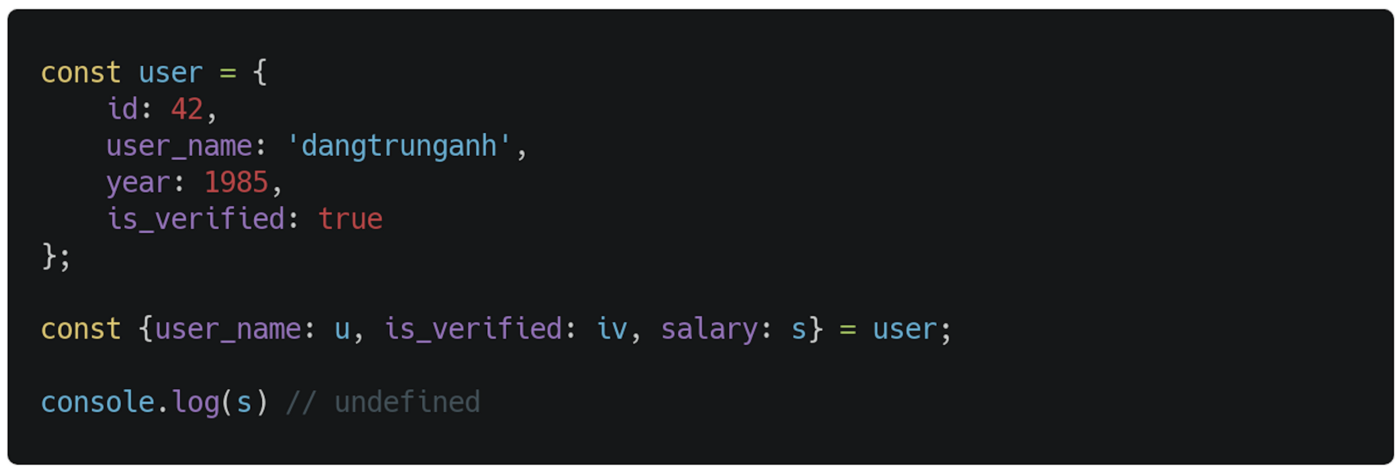 const user = {
    id: 42,
    user_name: 'dangtrunganh',
    year: 1985,
    is_verified: true
};
const {user_name: u, is_verified: iv, salary: s} = user;
console.log(s) // undefined